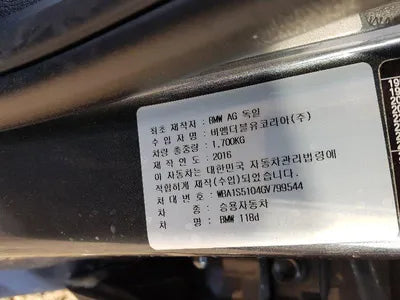 최초 제작자 : BMW AG 독일
수 입 자 명 : 비엠더블유코리아(주)
차량 총중량 : 1,700KG
제 작 연 도 : 2016
이 자동차는 대한민국 자동차관리법령에
적합하게 제작(수입)되었습니다.
차 대 번 호 : WBA1S5104GV799544
차 종 : 승용자동차
차 명 : BMW 118d